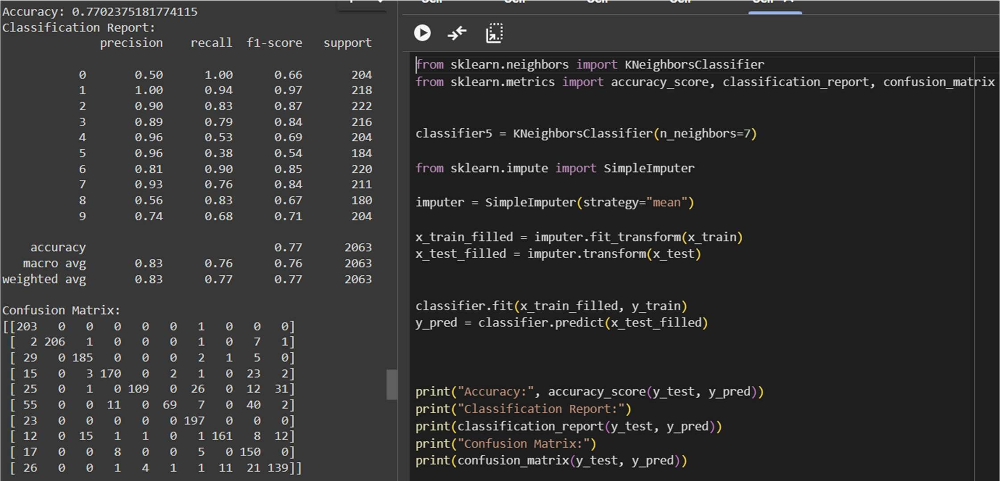 Accuracy: 0.7702375181774115
Classification Report:
precision recall f1-score support
0 0.50 1.00 0.66 204
1 1.00 0.94 0.97 218
2 0.90 0.83 0.87 222
3 0.89 0.79 0.84 216
4 0.96 0.53 0.69 204
5 0.96 0.38 0.54 184
6 0.81 0.90 0.85 220
7 0.93 0.76 0.84 211
8 0.56 0.83 0.67 180
9 0.74 0.68 0.71 204
accuracy 0.77 2063
macro avg 0.83 0.76 0.76 2063
weighted avg 0.83 0.77 0.77 2063
Confusion Matrix:
[[203 0 0 0 0 0 1 0 0 0]
[ 2 206 1 0 0 0 1 0 7 1]
[ 29 0 185 0 0 0 2 1 5 0]
[ 15 0 3 170 0 2 1 0 23 2]
[ 25 0 1 0 109 0 26 0 12 31]
[ 55 0 0 11 0 69 7 0 40 2]
[ 23 0 0 0 0 0 197 0 0 0]
[ 12 0 15 1 1 0 1 161 8 12]
[ 17 0 0 8 0 0 5 0 150 0]
[ 26 0 0 1 4 1 1 11 21 139]]
from sklearn.neighbors import KNeighborsClassifier
from sklearn.metrics import accuracy_score, classification_report, confusion_matrix
classifier5 = KNeighborsClassifier(n_neighbors=7)
from sklearn.impute import SimpleImputer
imputer = SimpleImputer(strategy="mean")
x_train_filled = imputer.fit_transform(x_train)
x_test_filled = imputer.transform(x_test)
classifier.fit(x_train_filled, y_train)
y_pred = classifier.predict(x_test_filled)
print("Accuracy:", accuracy_score(y_test, y_pred))
print("Classification Report:")
print(classification_report(y_test, y_pred))
print("Confusion Matrix:")
print(confusion_matrix(y_test, y_pred))